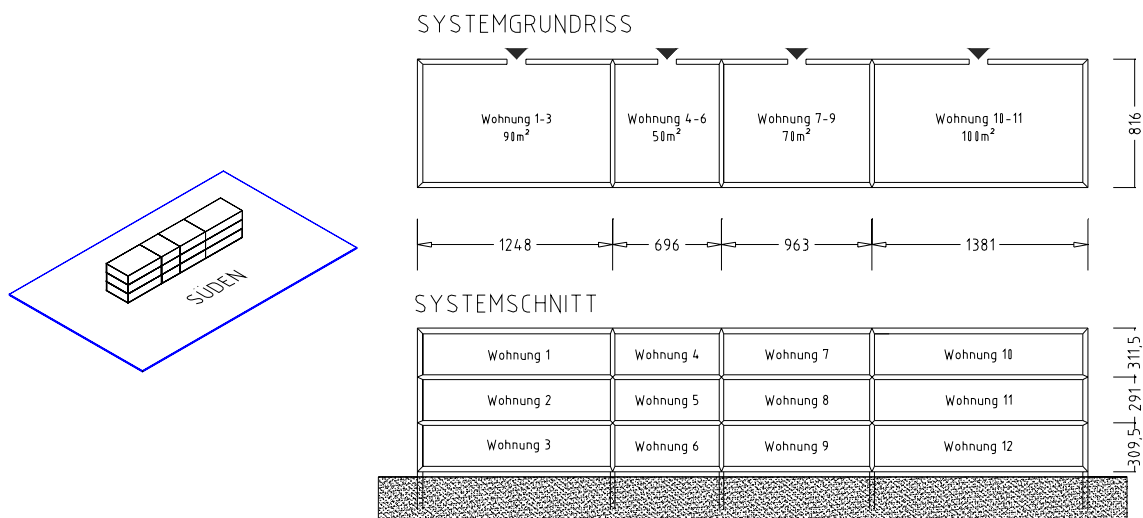 SYSTEMGRUNDRISS
Wohnung 1-3
90m²
Wohnung 4-6
50m²
Wohnung 7-9
70m²
Wohnung 10-11
100m²
816
1248
696
963
1381
SÜDEN
SYSTEMSCHNITT
Wohnung 1
Wohnung 4
Wohnung 7
Wohnung 10
311,5
Wohnung 2
Wohnung 5
Wohnung 8
Wohnung 11
291
Wohnung 3
Wohnung 6
Wohnung 9
Wohnung 12
309,5